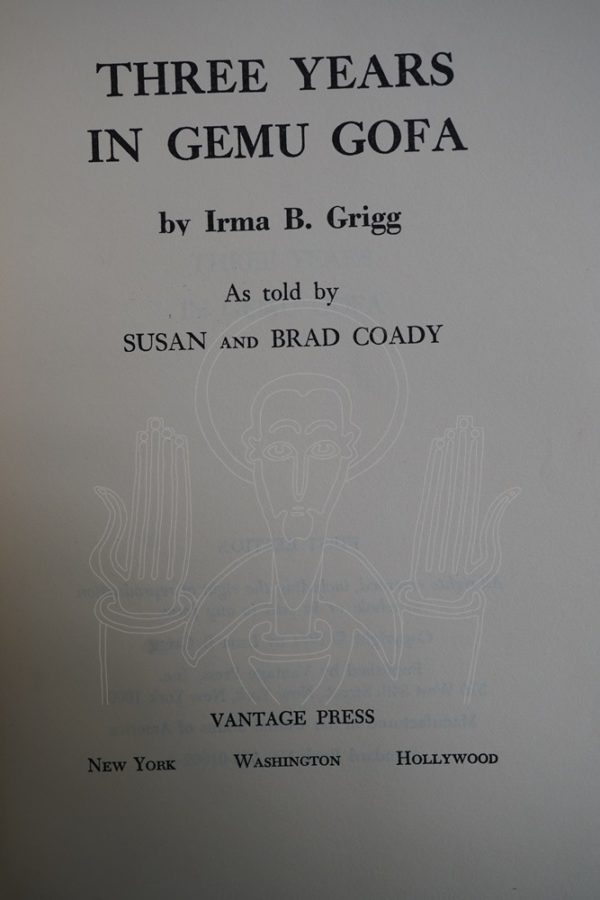 THREE YEARS
IN GEMU GOFA
by Irma B. Grigg
As told by
SUSAN AND BRAD COADY
VANTAGE PRESS
NEW YORK WASHINGTON HOLLYWOOD